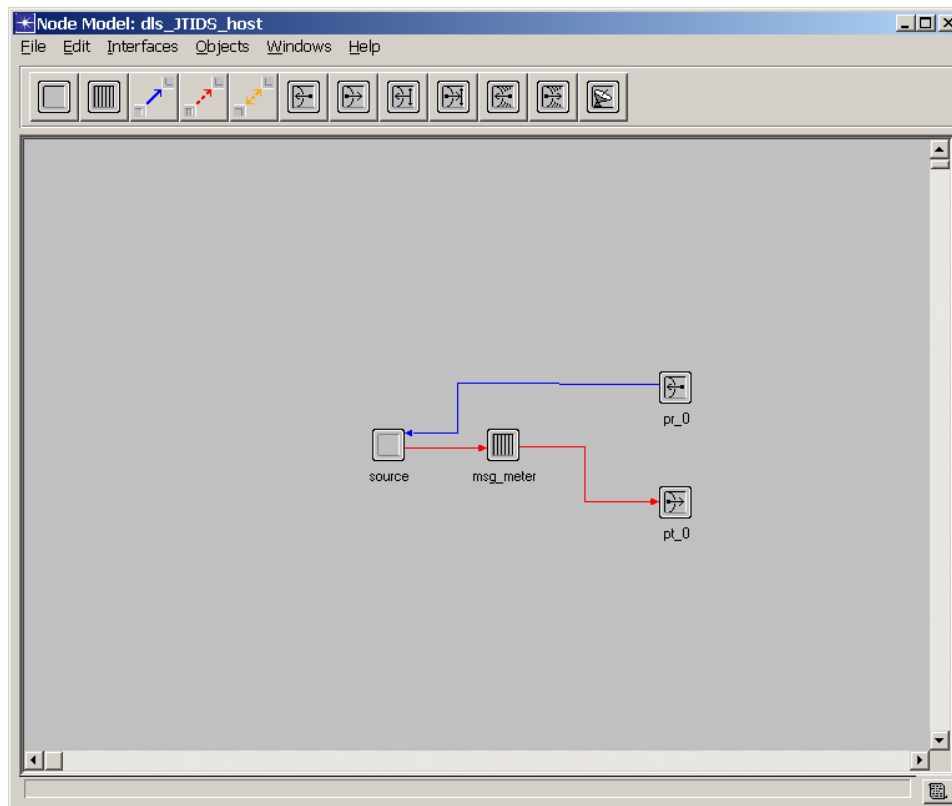 Node Model: dls_JTIDS_host
File Edit Interfaces Objects Windows Help
pr_0
source
msg_meter
pt_0